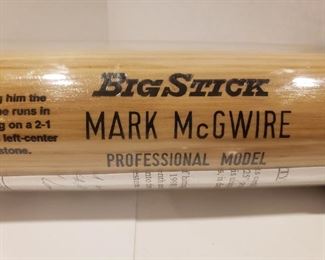 g him the
e runs in
g on a 2-1
left-center
stone.
BIG STICK
MARK McGWIRE
PROFESSIONAL MODEL